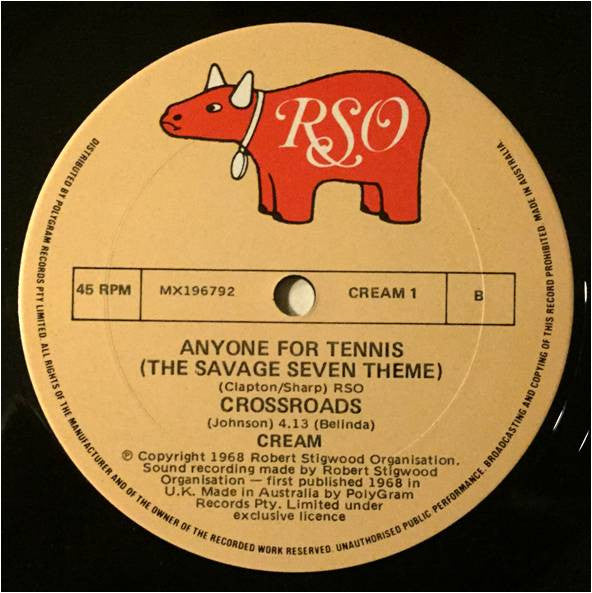 RSO
45 RPM MX196792 CREAM 1 B
ANYONE FOR TENNIS
(THE SAVAGE SEVEN THEME)
(Clapton/Sharp) RSO
CROSSROADS
(Johnson) 4.13 (Belinda)
CREAM
℗ Copyright 1968 Robert Stigwood Organisation.
Sound recording made by Robert Stigwood
Organisation — first published 1968 in
U.K. Made in Australia by PolyGram
Records Pty. Limited under
exclusive licence
DISTRIBUTED BY POLYGRAM RECORDS PTY LIMITED. ALL RIGHTS OF THE MANUFACTURER AND OF THE OWNER OF THE RECORDED WORK RESERVED. UNAUTHORISED PUBLIC PERFORMANCE, BROADCASTING AND COPYING OF THIS RECORD PROHIBITED. MADE IN AUSTRALIA.